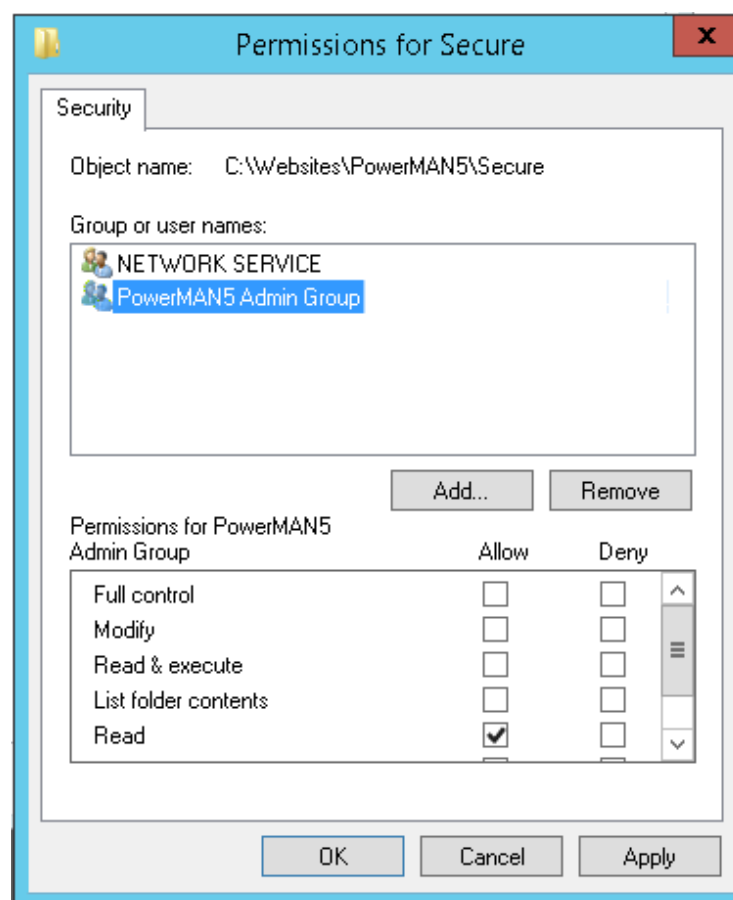 Permissions for Secure
x
Security
Object name: C:\Websites\PowerMAN5\Secure
Group or user names:
NETWORK SERVICE
PowerMAN5 Admin Group
Add... Remove
Permissions for PowerMAN5
Admin Group Allow Deny
Full control
Modify
Read & execute
List folder contents
Read
OK Cancel Apply